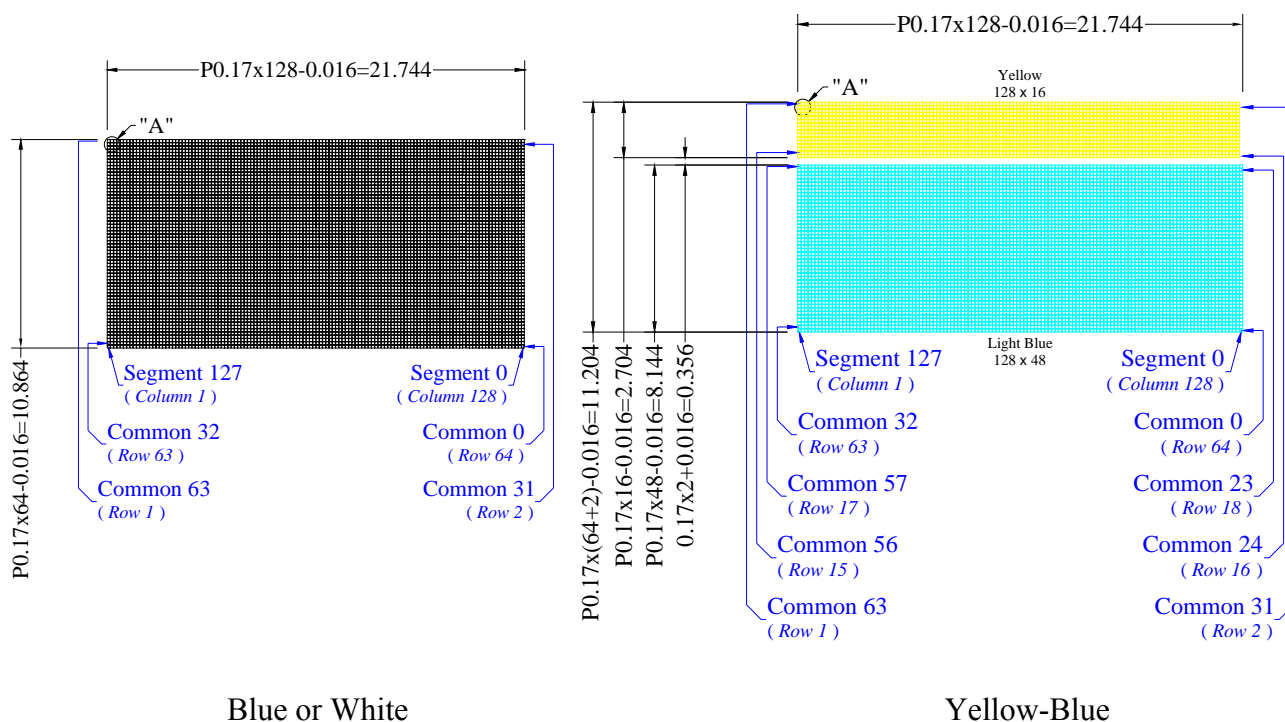 P0.17x128-0.016=21.744
"A"
P0.17x64-0.016=10.864
Segment 127
( Column 1 )
Segment 0
( Column 128 )
Common 32
( Row 63 )
Common 0
( Row 64 )
Common 63
( Row 1 )
Common 31
( Row 2 )
Blue or White
P0.17x128-0.016=21.744
"A"
Yellow
128 x 16
P0.17x(64+2)-0.016=11.204
P0.17x16-0.016=2.704
P0.17x48-0.016=8.144
0.17x2+0.016=0.356
Light Blue
128 x 48
Segment 127
( Column 1 )
Segment 0
( Column 128 )
Common 32
( Row 63 )
Common 0
( Row 64 )
Common 57
( Row 17 )
Common 23
( Row 18 )
Common 56
( Row 15 )
Common 24
( Row 16 )
Common 63
( Row 1 )
Common 31
( Row 2 )
Yellow-Blue